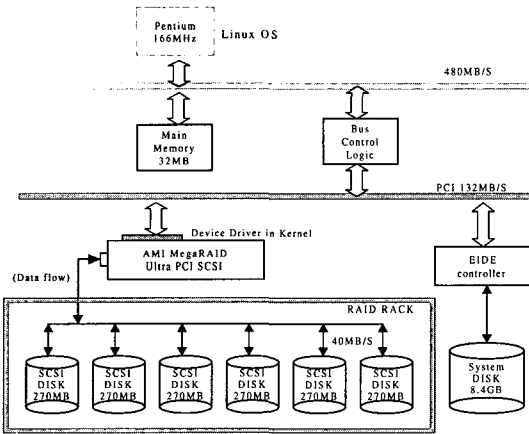 Pentium
166MHz
Linux OS
480MB/S
Main
Memory
32MB
Bus
Control
Logic
PCI 132MB/S
Device Driver in Kernel
AMI MegaRAID
Ultra PCI SCSI
EIDE
controller
(Data flow)
RAID RACK
40MB/S
SCSI
DISK
270MB
SCSI
DISK
270MB
SCSI
DISK
270MB
SCSI
DISK
270MB
SCSI
DISK
270MB
SCSI
DISK
270MB
System
DISK
8.4GB